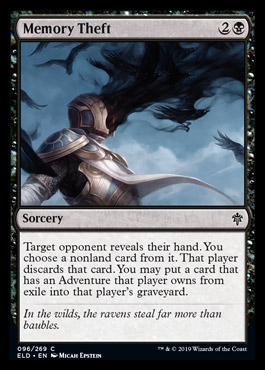 Memory Theft 2
Sorcery
Target opponent reveals their hand. You
choose a nonland card from it. That player
discards that card. You may put a card that
has an Adventure that player owns from
exile into that player's graveyard.
In the wilds, the ravens steal far more than
baubles.
096/269 C
ELD • EN Micah Epstein
™ & © 2019 Wizards of the Coast